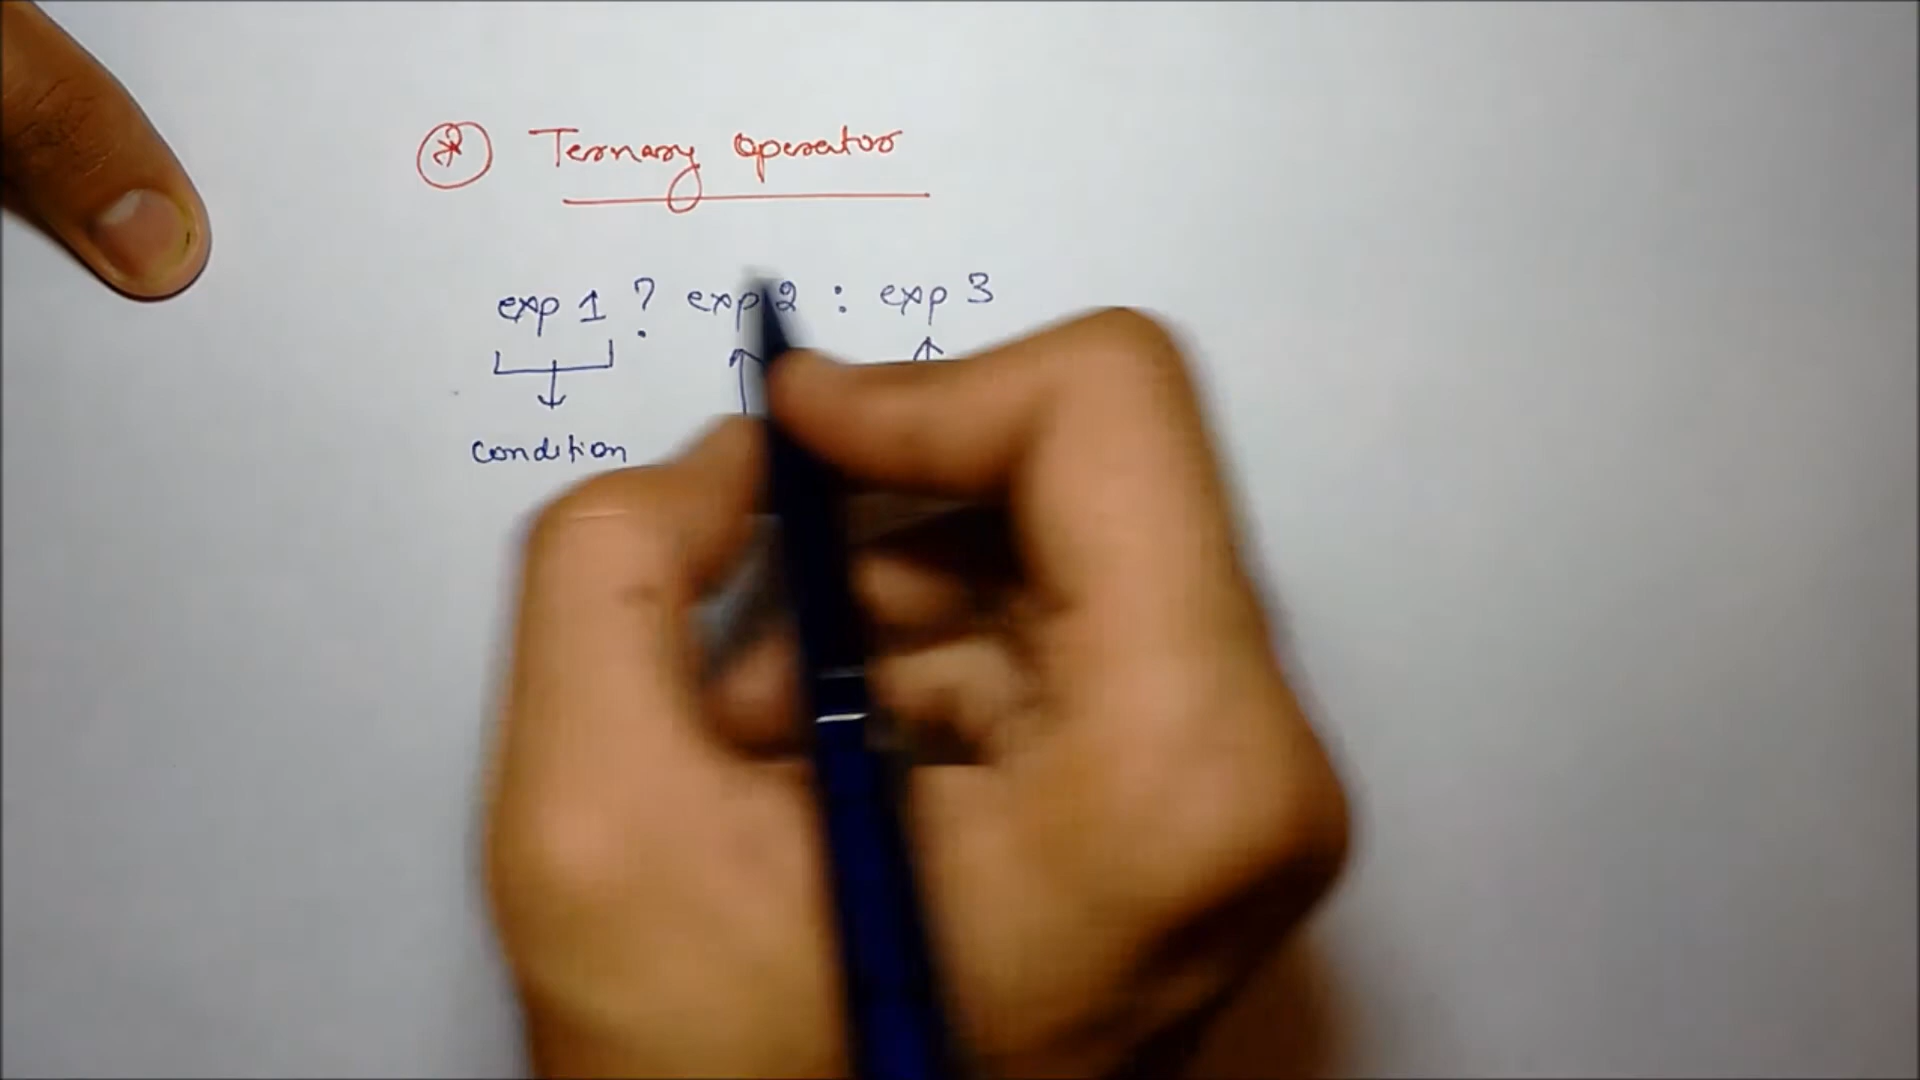 * Ternary operator
exp 1 ? exp 2 : exp 3
condition